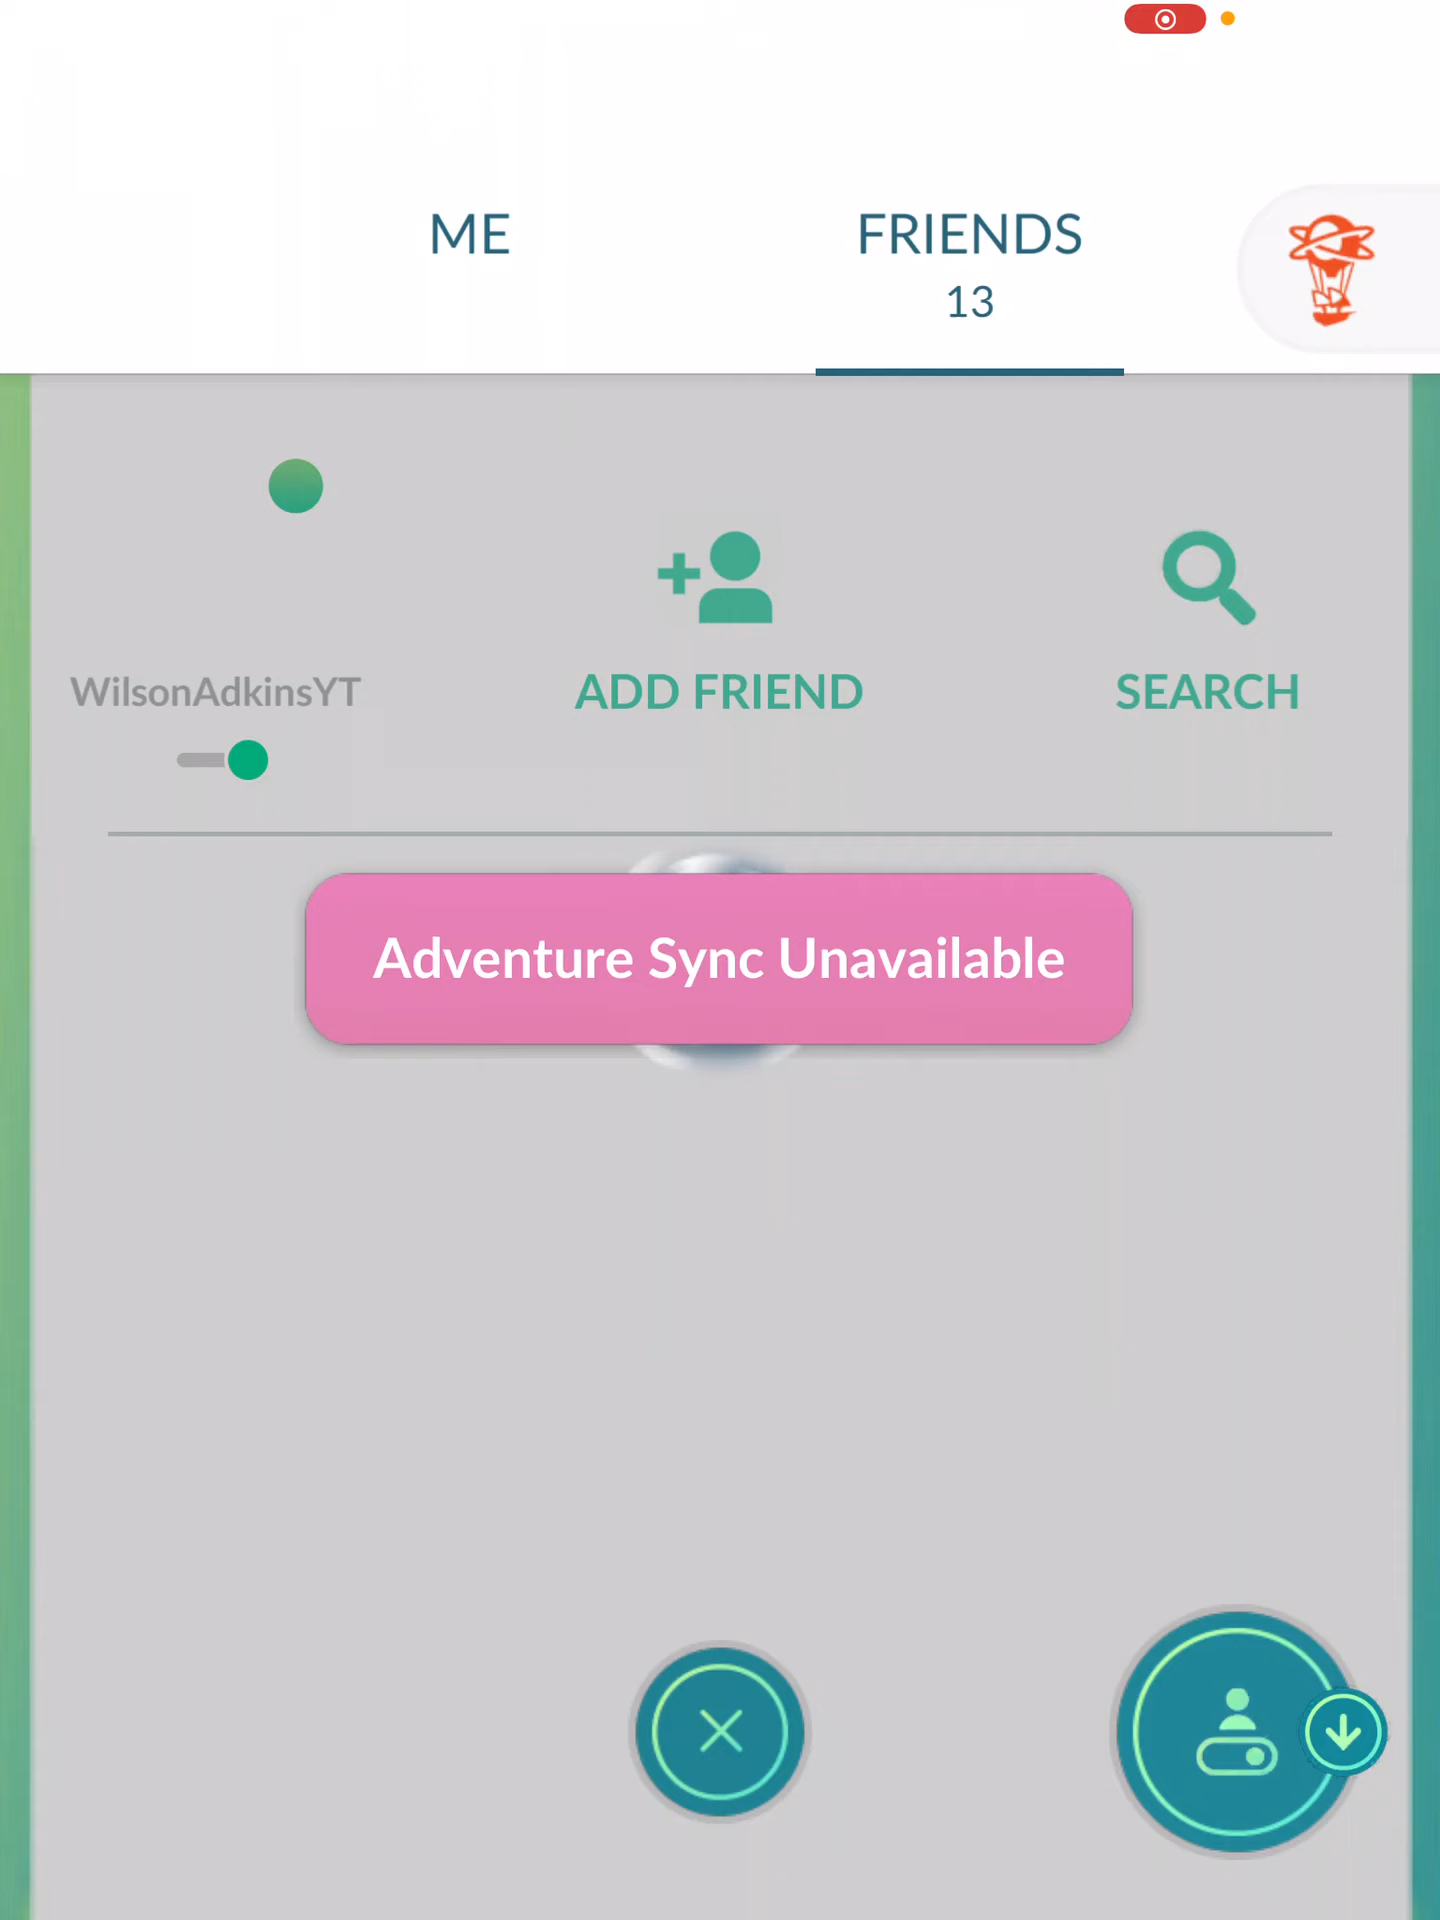 ME
FRIENDS
13
WilsonAdkinsYT
ADD FRIEND
SEARCH
Adventure Sync Unavailable